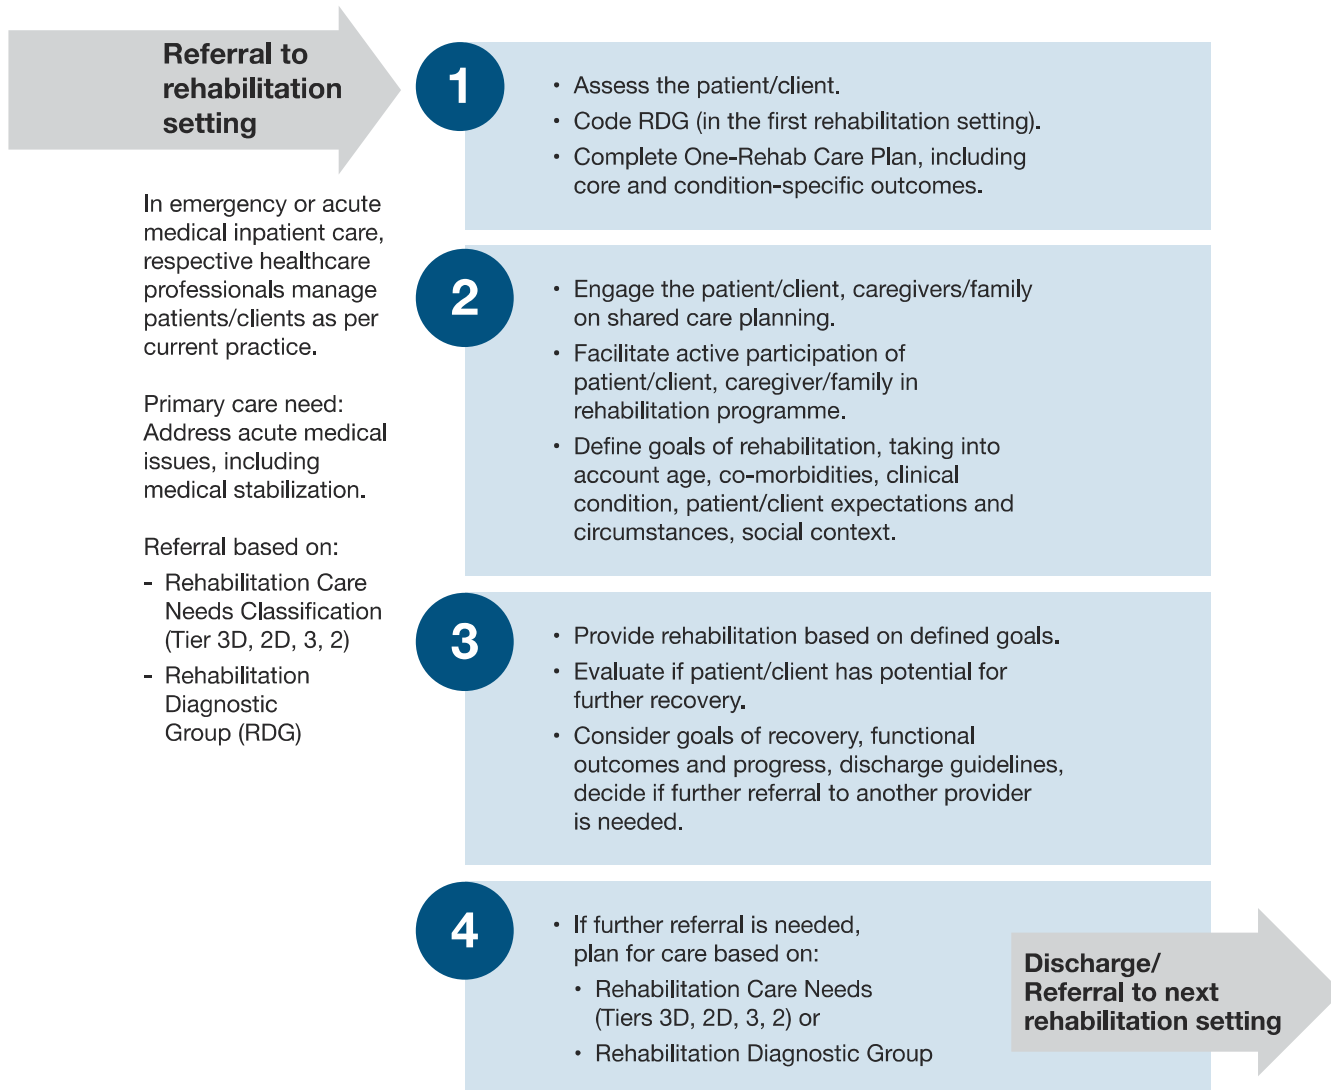 Referral to
rehabilitation
setting
In emergency or acute
medical inpatient care,
respective healthcare
professionals manage
patients/clients as per
current practice.
Primary care need:
Address acute medical
issues, including
medical stabilization.
Referral based on:
- Rehabilitation Care
Needs Classification
(Tier 3D, 2D, 3, 2)
- Rehabilitation
Diagnostic
Group (RDG)
1
• Assess the patient/client.
• Code RDG (in the first rehabilitation setting).
• Complete One-Rehab Care Plan, including
core and condition-specific outcomes.
2
• Engage the patient/client, caregivers/family
on shared care planning.
• Facilitate active participation of
patient/client, caregiver/family in
rehabilitation programme.
• Define goals of rehabilitation, taking into
account age, co-morbidities, clinical
condition, patient/client expectations and
circumstances, social context.
3
• Provide rehabilitation based on defined goals.
• Evaluate if patient/client has potential for
further recovery.
• Consider goals of recovery, functional
outcomes and progress, discharge guidelines,
decide if further referral to another provider
is needed.
4
• If further referral is needed,
plan for care based on:
• Rehabilitation Care Needs
(Tiers 3D, 2D, 3, 2) or
• Rehabilitation Diagnostic Group
Discharge/
Referral to next
rehabilitation setting